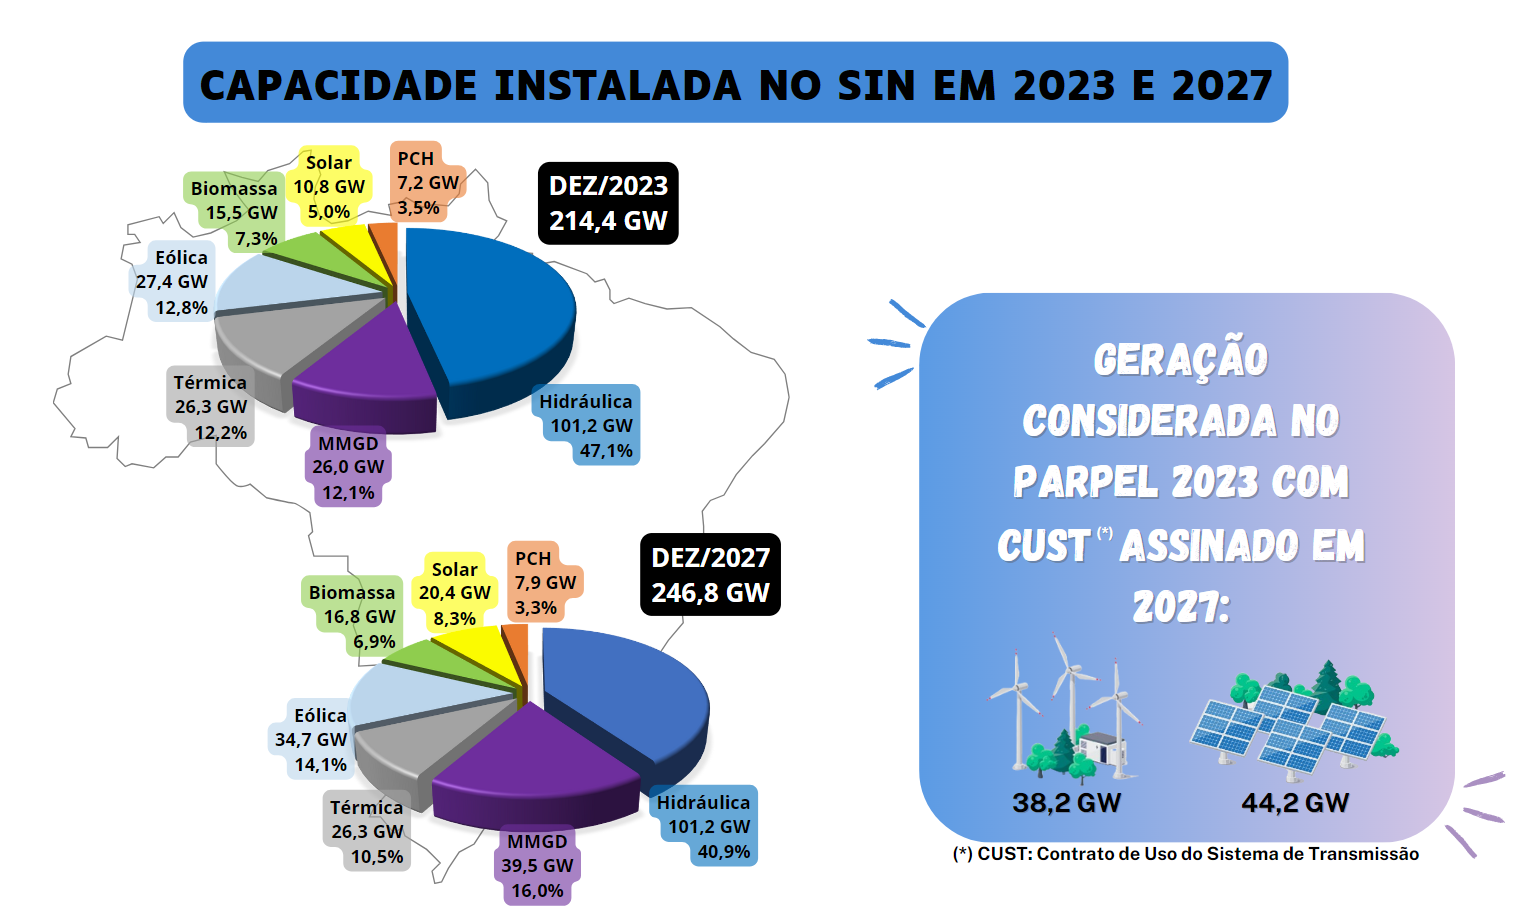 CAPACIDADE INSTALADA NO SIN EM 2023 E 2027
DEZ/2023
214,4 GW
PCH
7,2 GW
3,5%
Solar
10,8 GW
5,0%
Biomassa
15,5 GW
7,3%
Eólica
27,4 GW
12,8%
Térmica
26,3 GW
12,2%
MMGD
26,0 GW
12,1%
Hidráulica
101,2 GW
47,1%
DEZ/2027
246,8 GW
PCH
7,9 GW
3,3%
Solar
20,4 GW
8,3%
Biomassa
16,8 GW
6,9%
Eólica
34,7 GW
14,1%
Térmica
26,3 GW
10,5%
MMGD
39,5 GW
16,0%
Hidráulica
101,2 GW
40,9%
GERAÇÃO
CONSIDERADA NO
PARPEL 2023 COM
CUST (*) ASSINADO EM
2027:
38,2 GW
44,2 GW
(*) CUST: Contrato de Uso do Sistema de Transmissão